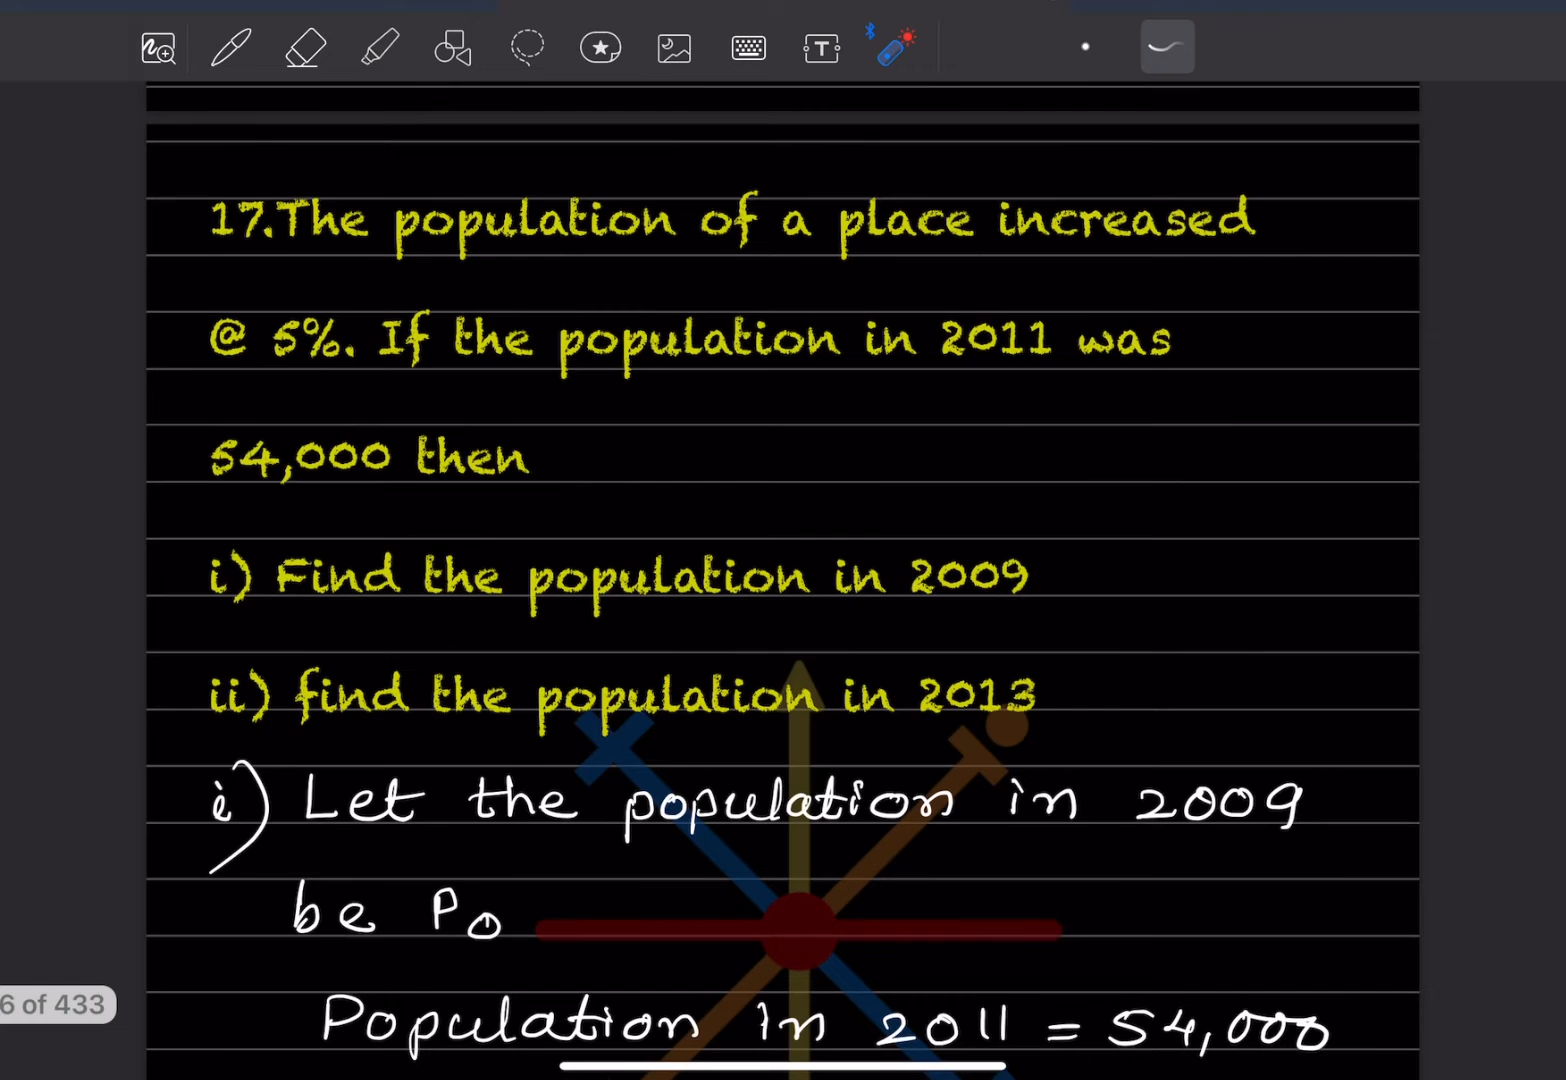 17.The population of a place increased
@ 5%. If the population in 2011 was
54,000 then
i) Find the population in 2009
ii) find the population in 2013
i) Let the population in 2009
be P0
Population in 2011 = 54,000
6 of 433